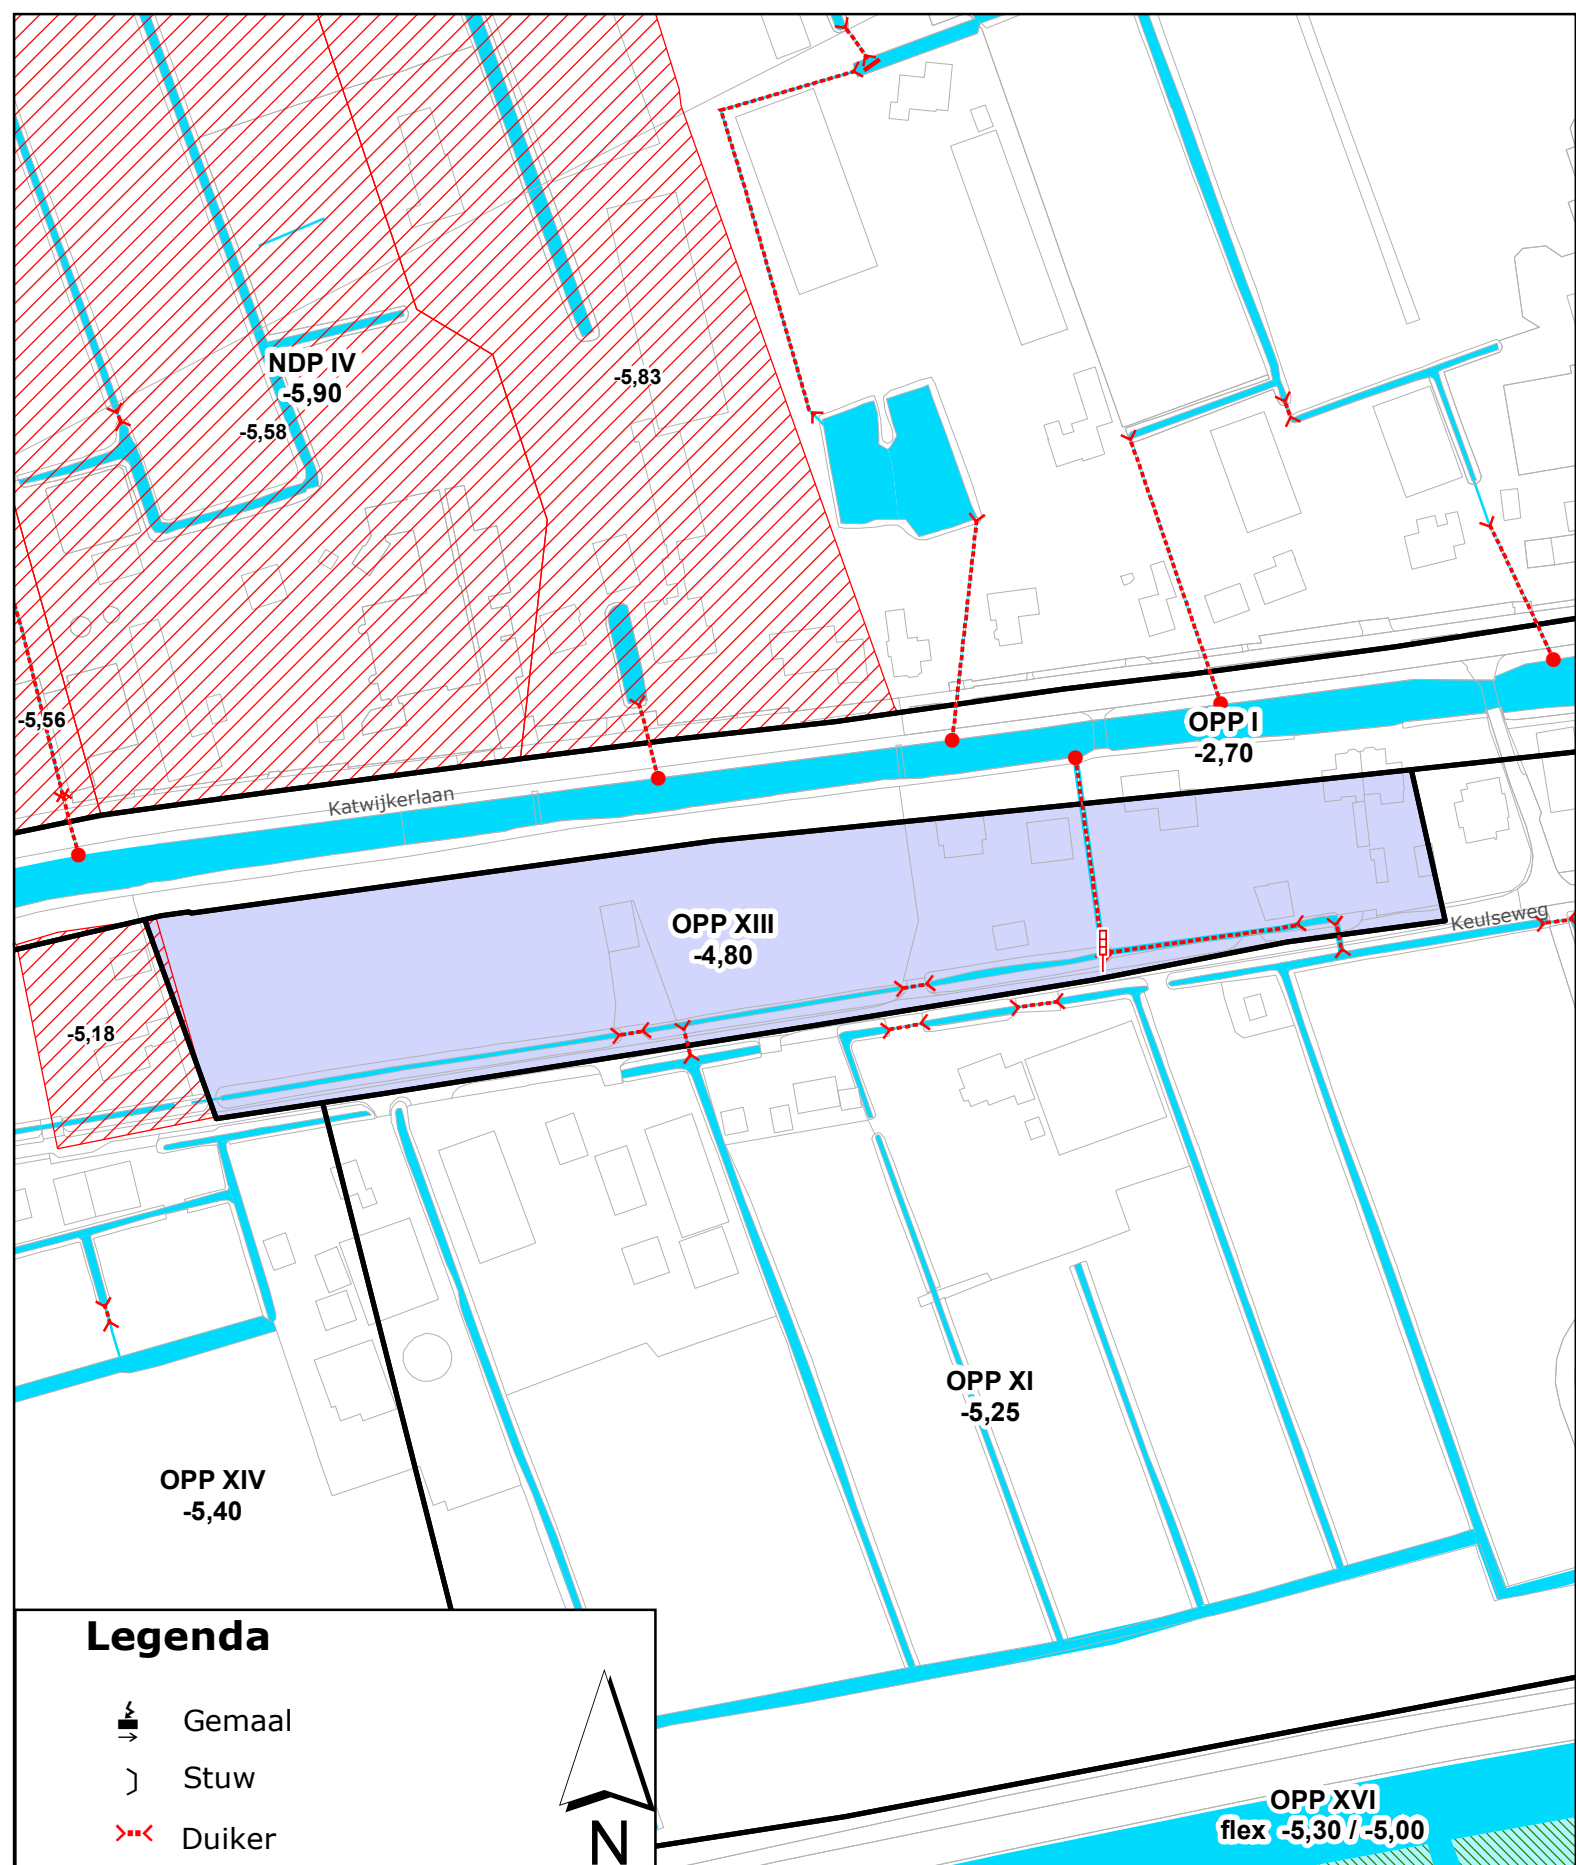 NDP IV
-5,90
-5,83
-5,58
-5,56
OPP I
-2,70
Katwijkerlaan
OPP XIII
-4,80
Keulseweg
-5,18
OPP XI
-5,25
OPP XIV
-5,40
Legenda
Gemaal
Stuw
Duiker
N
OPP XVI
flex -5,30 / -5,00